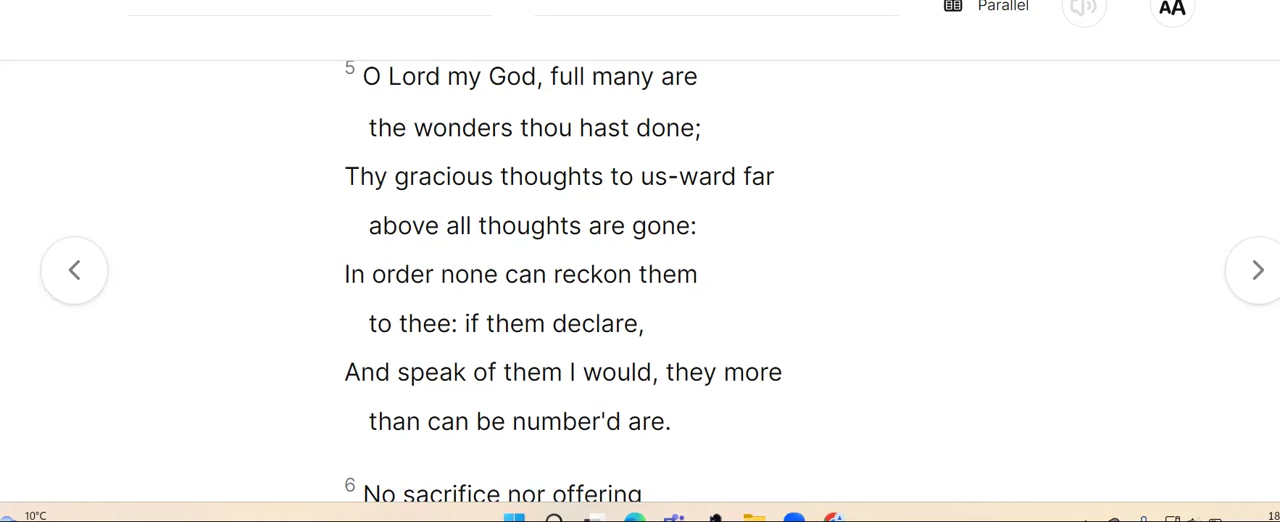 Parallel
AA
5 O Lord my God, full many are
the wonders thou hast done;
Thy gracious thoughts to us-ward far
above all thoughts are gone:
In order none can reckon them
to thee: if them declare,
And speak of them I would, they more
than can be number'd are.
6 No sacrifice nor offering
10°C
18